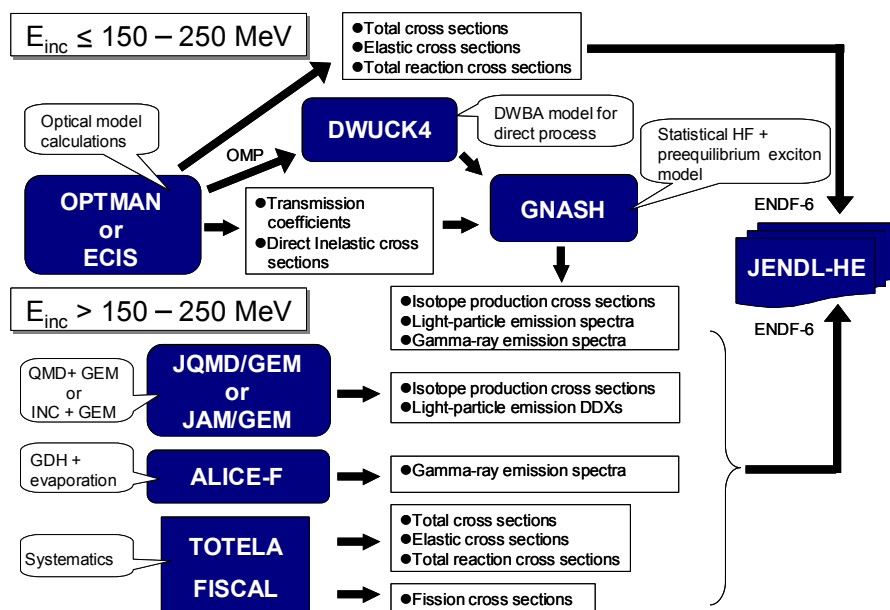 E_inc ≤ 150 – 250 MeV
●Total cross sections
●Elastic cross sections
●Total reaction cross sections
Optical model
calculations
OMP
DWUCK4
DWBA model for
direct process
Statistical HF +
preequilibrium exciton
model
OPTMAN
or
ECIS
●Transmission
coefficients
●Direct Inelastic cross
sections
GNASH
ENDF-6
JENDL-HE
ENDF-6
E_inc > 150 – 250 MeV
●Isotope production cross sections
●Light-particle emission spectra
●Gamma-ray emission spectra
QMD+ GEM
or
INC + GEM
JQMD/GEM
or
JAM/GEM
●Isotope production cross sections
●Light-particle emission DDXs
GDH +
evaporation
ALICE-F
●Gamma-ray emission spectra
Systematics
TOTELA
FISCAL
●Total cross sections
●Elastic cross sections
●Total reaction cross sections
●Fission cross sections